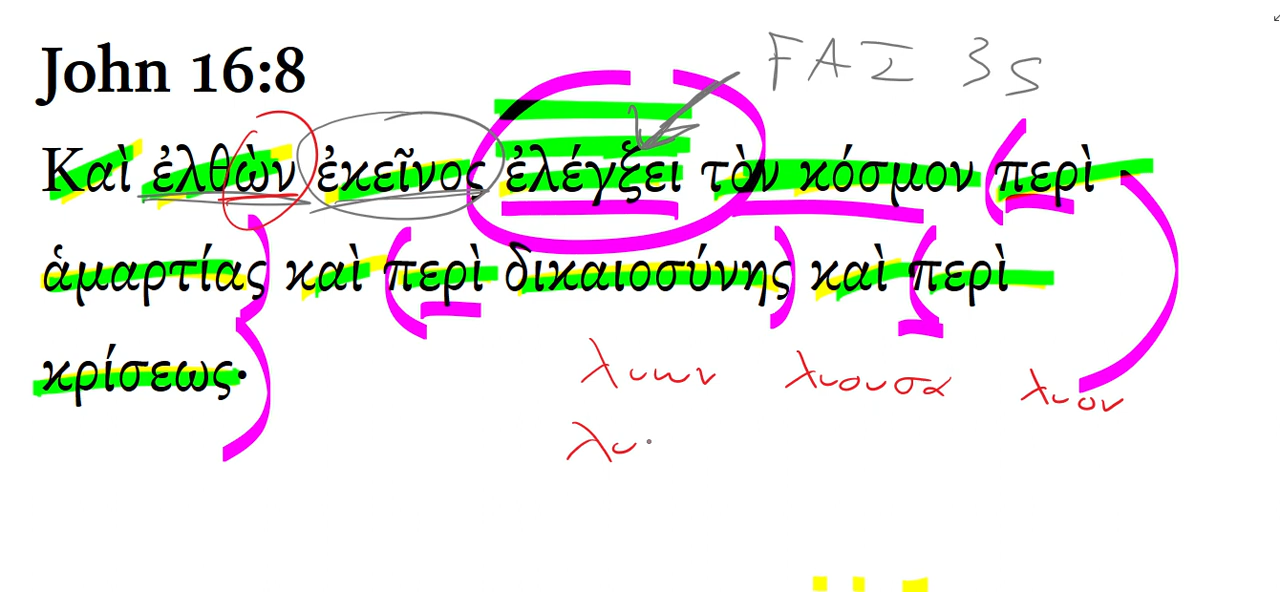 John 16:8
FAI 3S
Καὶ ἐλθὼν ἐκεῖνος ἐλέγξει τὸν κόσμον περὶ
ἁμαρτίας καὶ περὶ δικαιοσύνης καὶ περὶ
κρίσεως·
λυων λυουσα λυον
λυ